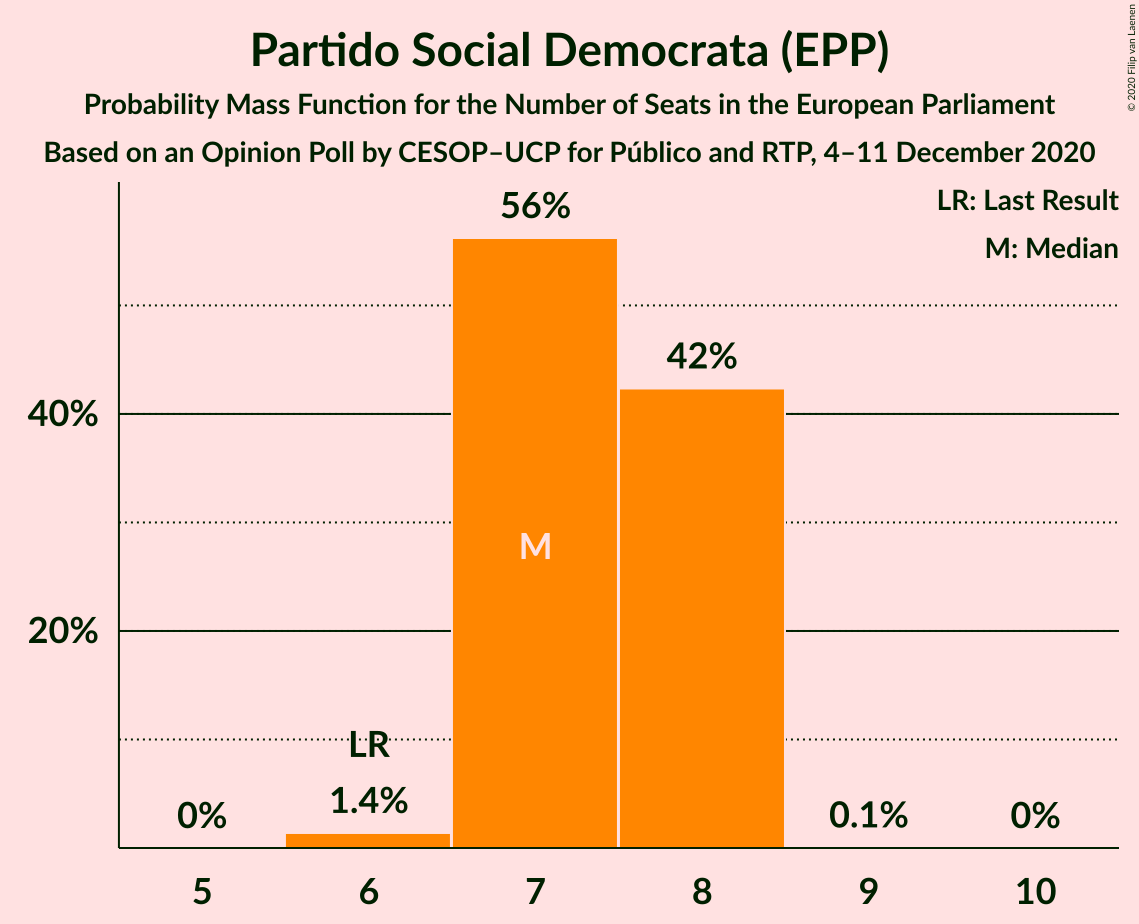 Partido Social Democrata (EPP)
Probability Mass Function for the Number of Seats in the European Parliament
Based on an Opinion Poll by CESOP–UCP for Público and RTP, 4–11 December 2020
© 2020 Filip van Laenen
LR: Last Result
M: Median
56%
42%
40%
M
20%
LR
0%
1.4%
0.1%
0%
5
6
7
8
9
10